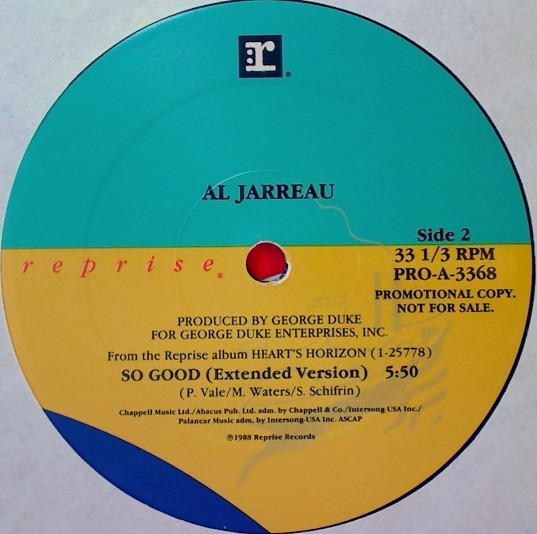 r
AL JARREAU
Side 2
reprise
33 1/3 RPM
PRO-A-3368
PROMOTIONAL COPY.
NOT FOR SALE.
PRODUCED BY GEORGE DUKE
FOR GEORGE DUKE ENTERPRISES, INC.
From the Reprise album HEART'S HORIZON (1-25778)
SO GOOD (Extended Version) 5:50
(P. Vale/M. Waters/S. Schifrin)
Chappell Music Ltd./Abacus Pub. Ltd. adm. by Chappell & Co./Intersong-USA Inc./
Palancar Music adm. by Intersong-USA Inc. ASCAP
℗1988 Reprise Records